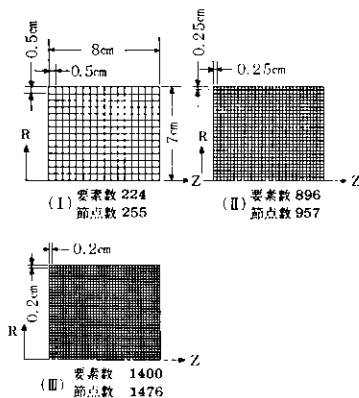 0.5cm
8cm
0.5cm
R
7cm
Z
(Ⅰ) 要素数 224
節点数 255
0.25cm
0.25cm
R
Z
(Ⅱ) 要素数 896
節点数 957
0.2cm
0.2cm
R
Z
(Ⅲ) 要素数 1400
節点数 1476